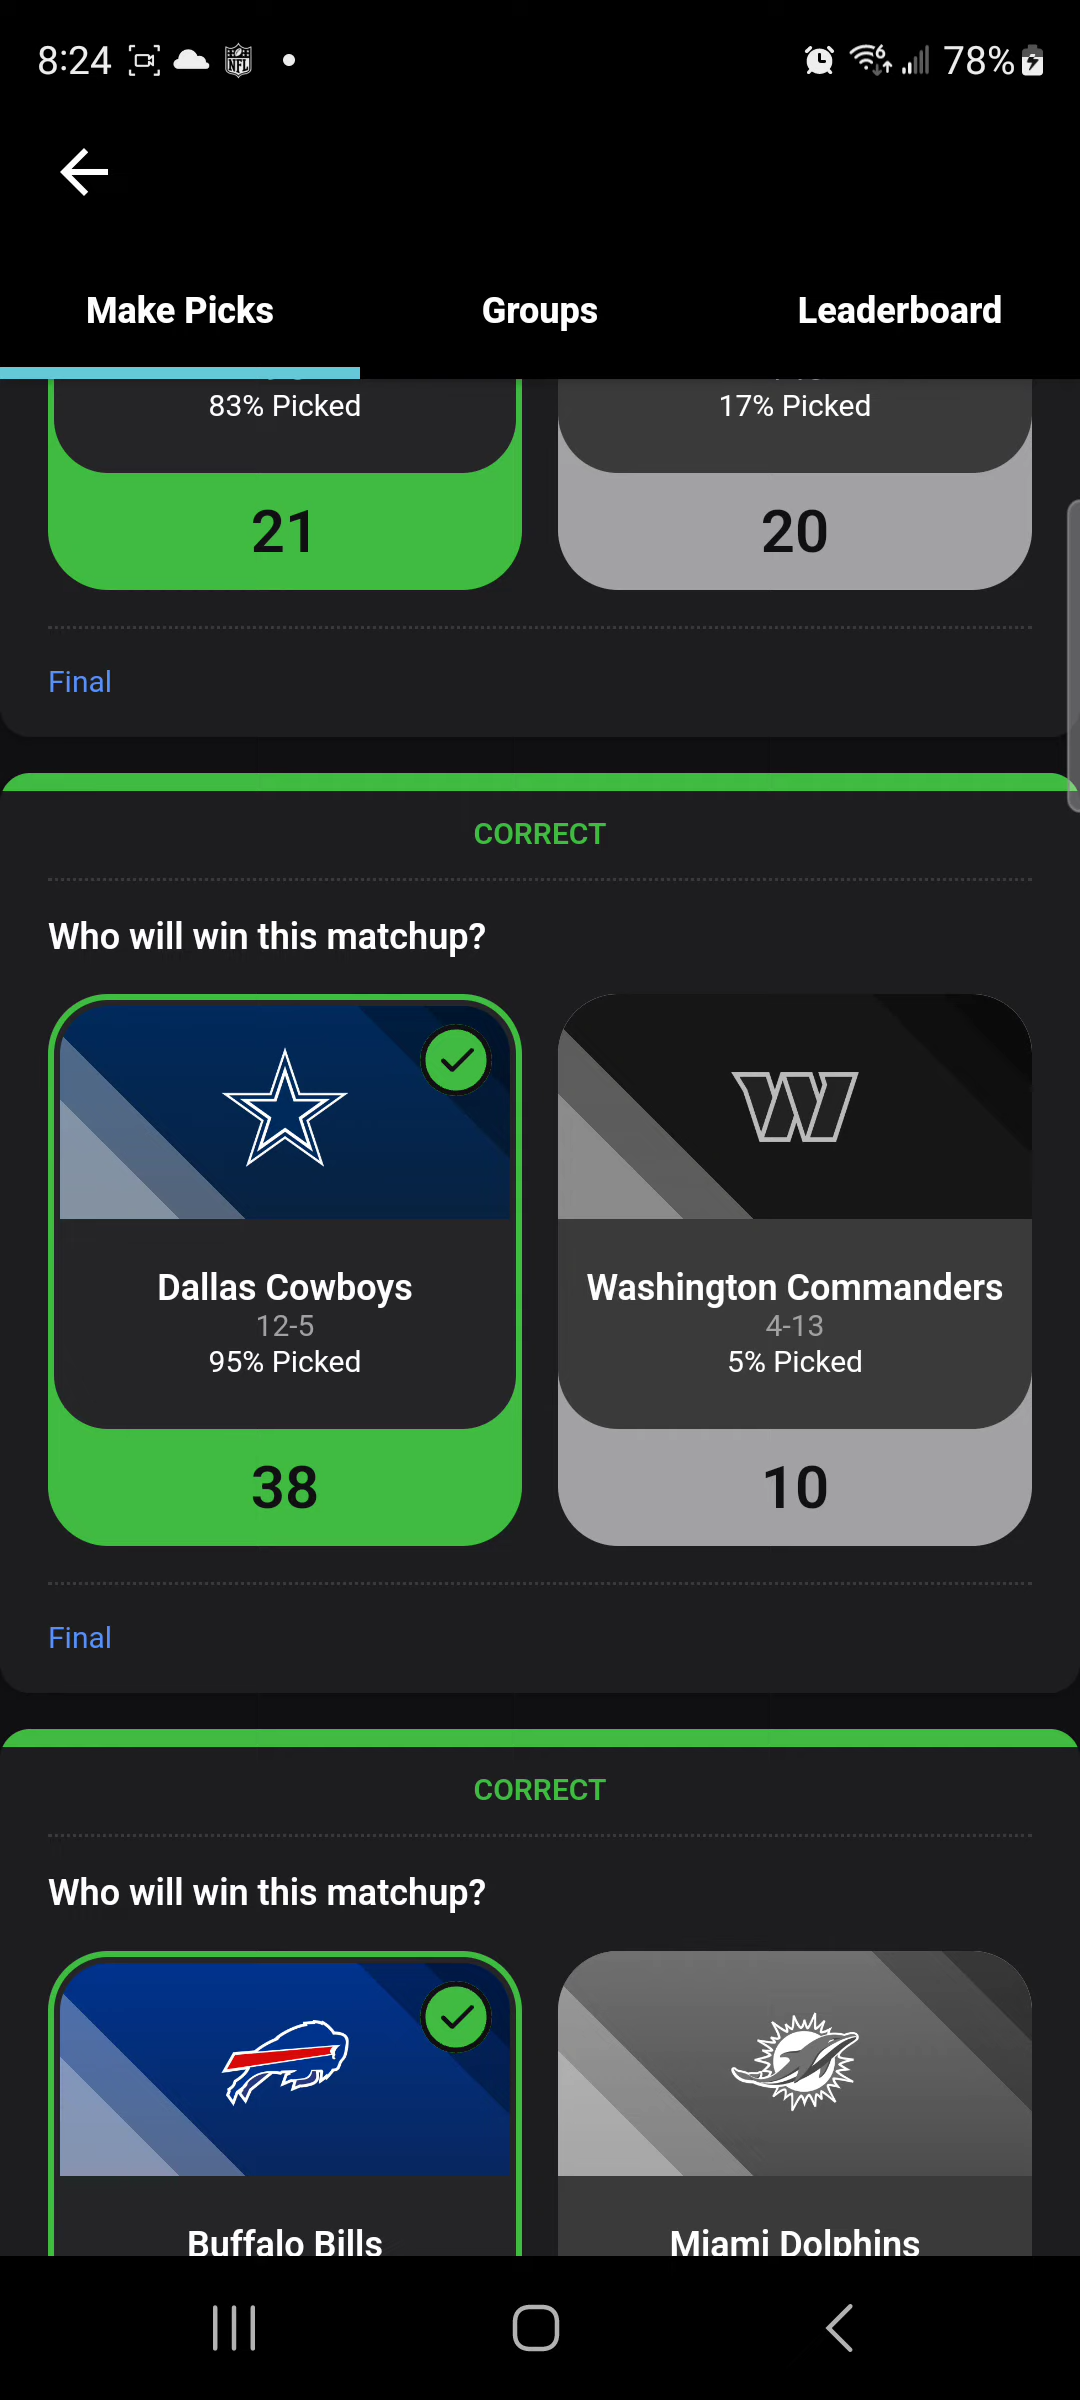 8:24
NFL
6
78%
Make Picks
Groups
Leaderboard
83% Picked
17% Picked
21
20
Final
CORRECT
Who will win this matchup?
W
Dallas Cowboys
Washington Commanders
12-5
4-13
95% Picked
5% Picked
38
10
Final
CORRECT
Who will win this matchup?
Buffalo Bills
Miami Dolphins